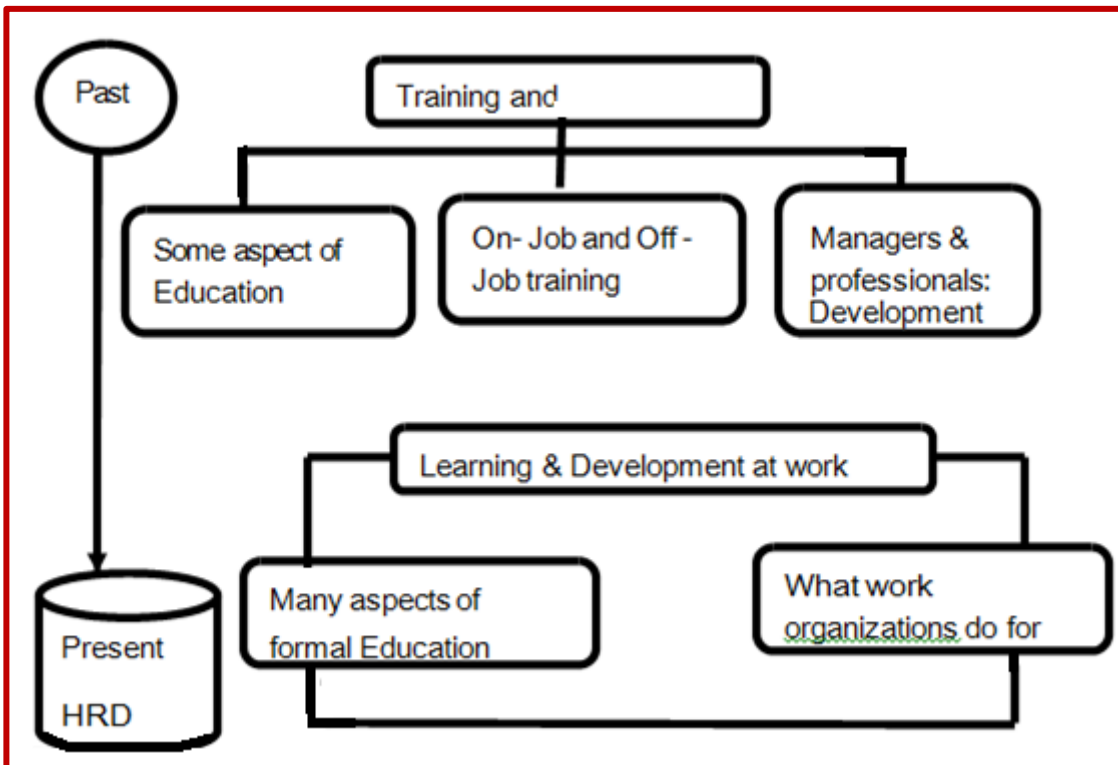 Past
Training and
Some aspect of
Education
On- Job and Off -
Job training
Managers &
professionals:
Development
Learning & Development at work
Many aspects of
formal Education
What work
organizations do for
Present
HRD